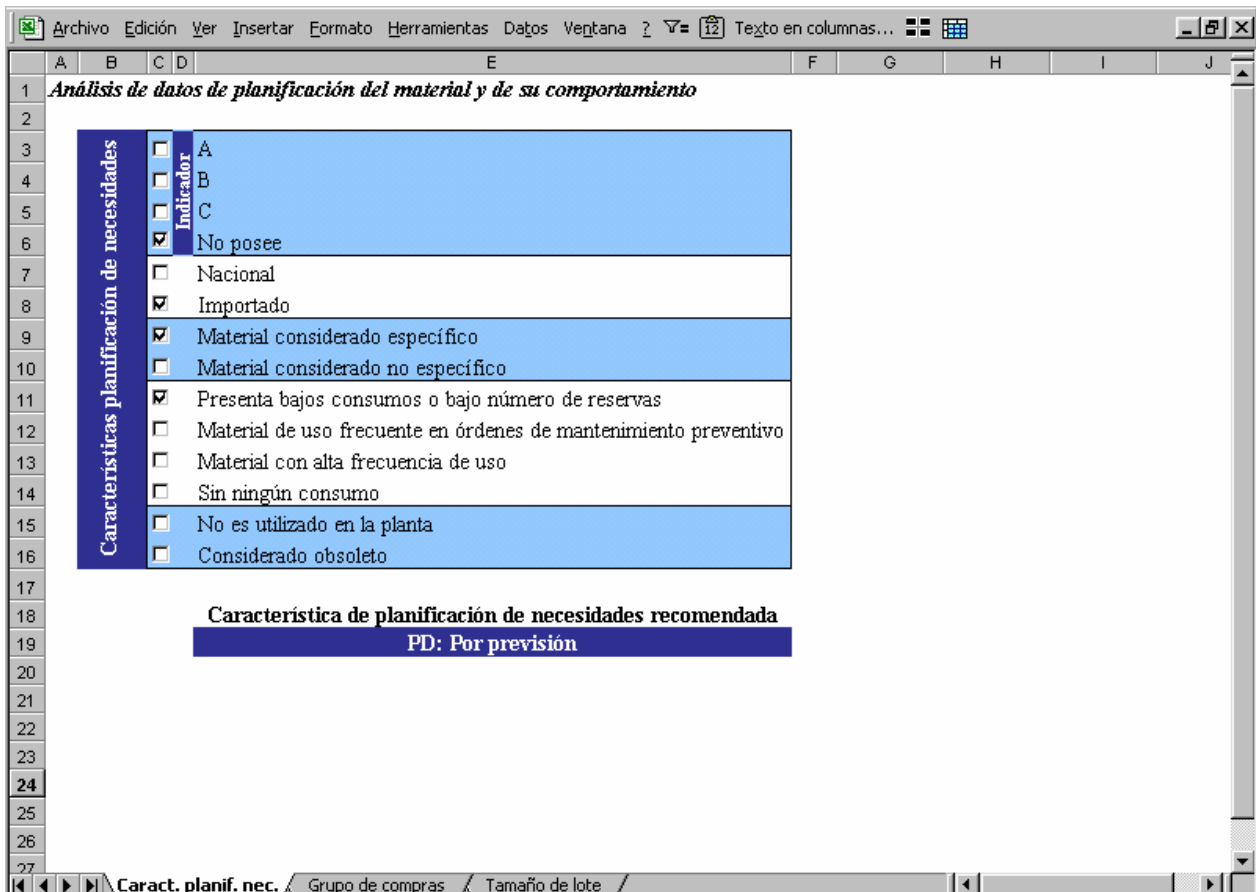 Archivo Edición Ver Insertar Formato Herramientas Datos Ventana ? 12 Texto en columnas...
A B C D E F G H I J
1 Análisis de datos de planificación del material y de su comportamiento
2
Características planificación de necesidades
Indicador
3 A
4 B
5 C
6 No posee
7 Nacional
8 Importado
9 Material considerado específico
10 Material considerado no específico
11 Presenta bajos consumos o bajo número de reservas
12 Material de uso frecuente en órdenes de mantenimiento preventivo
13 Material con alta frecuencia de uso
14 Sin ningún consumo
15 No es utilizado en la planta
16 Considerado obsoleto
17
18 Característica de planificación de necesidades recomendada
19 PD: Por previsión
20
21
22
23
24
25
26
27
Caract. planif. nec. Grupo de compras Tamaño de lote